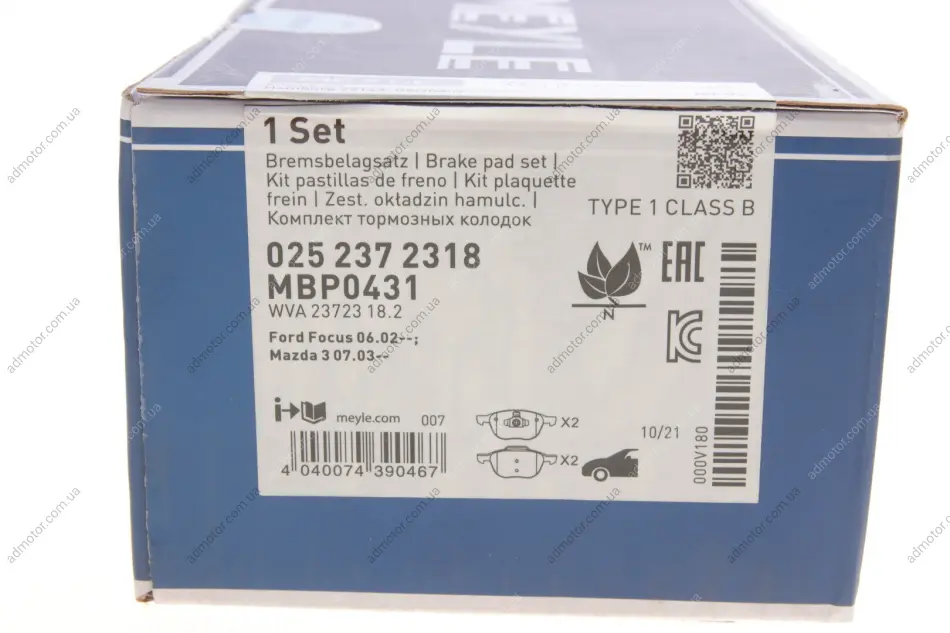 MEYLE
1 Set
Bremsbelagsatz | Brake pad set |
Kit pastillas de freno | Kit plaquette
frein | Zest. okładzin hamulc. |
Комплект тормозных колодок
TYPE 1 CLASS B
025 237 2318
MBP0431
WVA 23723 18.2
Ford Focus 06.02--;
Mazda 3 07.03--
TM
EAC
meyle.com 007
X2
X2
10/21
000V180
4 040074 390467
admotor.com.ua